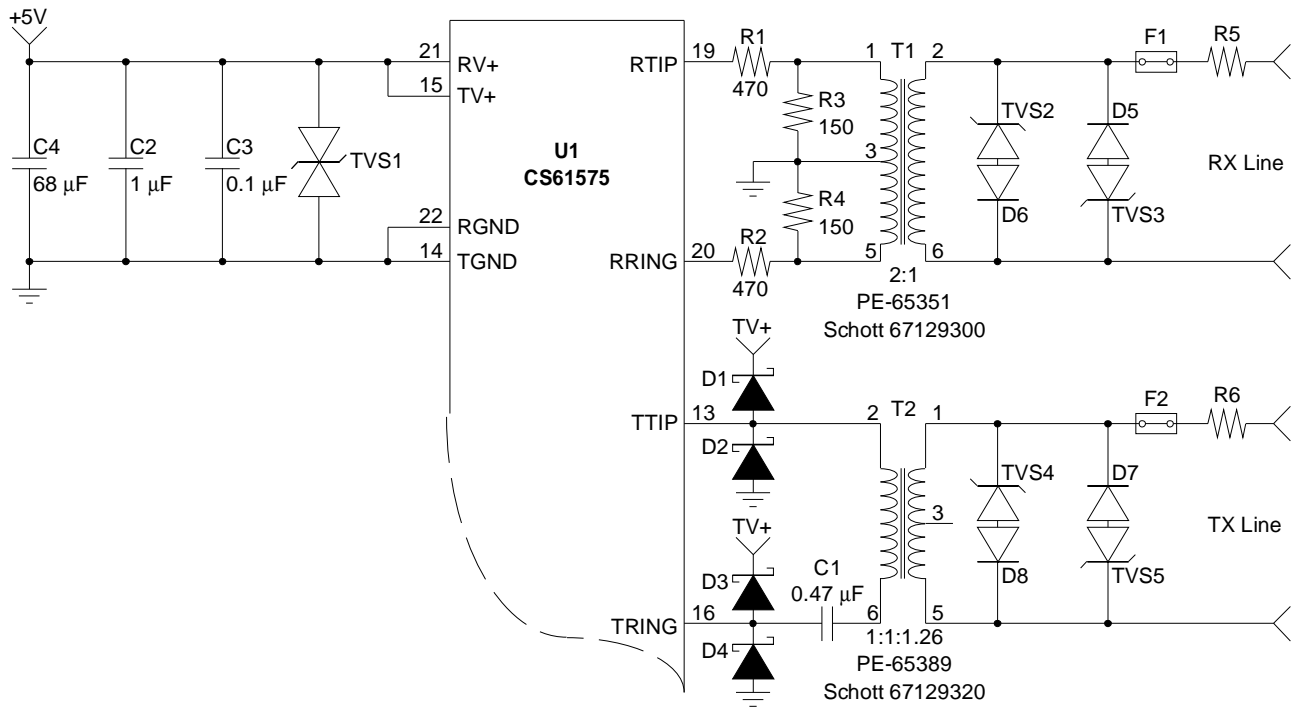 +5V
C4
68 µF
C2
1 µF
C3
0.1 µF
TVS1
21
RV+
15
TV+
22
RGND
14
TGND
U1
CS61575
RTIP
19
RRING
20
TTIP
13
TRING
16
R1
470
R3
150
R4
150
R2
470
1
T1
2
3
5
6
2:1
PE-65351
Schott 67129300
TVS2
D6
D5
TVS3
F1
R5
RX Line
TV+
D1
D2
TV+
D3
D4
C1
0.47 µF
2
T2
1
3
6
5
1:1:1.26
PE-65389
Schott 67129320
TVS4
D8
D7
TVS5
F2
R6
TX Line